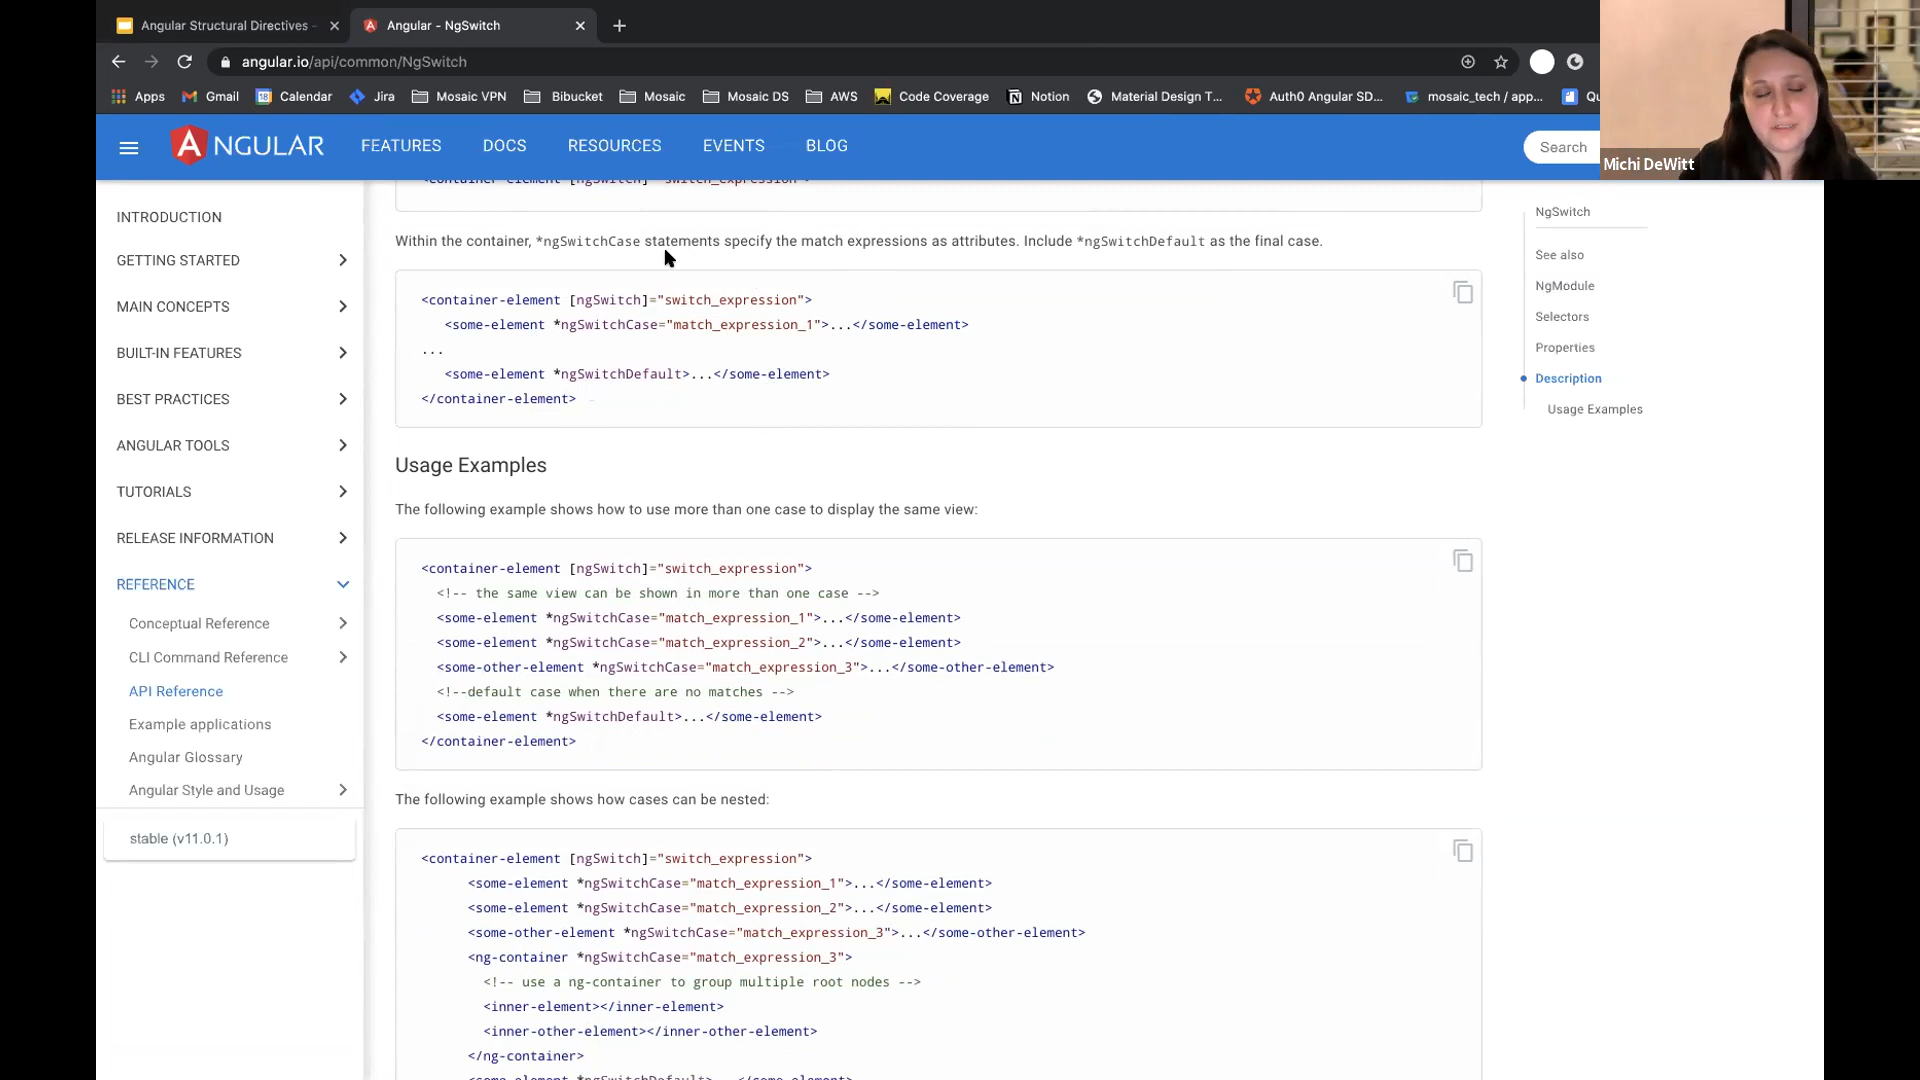 Angular Structural Directives -
Angular - NgSwitch
angular.io/api/common/NgSwitch
Apps
Gmail
18
Calendar
Jira
Mosaic VPN
Bibucket
Mosaic
Mosaic DS
AWS
Code Coverage
Notion
Material Design T...
Auth0 Angular SD...
mosaic_tech / app...
Qu
Michi DeWitt
ANGULAR
FEATURES
DOCS
RESOURCES
EVENTS
BLOG
Search
INTRODUCTION
GETTING STARTED
MAIN CONCEPTS
BUILT-IN FEATURES
BEST PRACTICES
ANGULAR TOOLS
TUTORIALS
RELEASE INFORMATION
REFERENCE
Conceptual Reference
CLI Command Reference
API Reference
Example applications
Angular Glossary
Angular Style and Usage
stable (v11.0.1)
<container-element [ngSwitch]="switch_expression">
Within the container, *ngSwitchCase statements specify the match expressions as attributes. Include *ngSwitchDefault as the final case.
<container-element [ngSwitch]="switch_expression">
<some-element *ngSwitchCase="match_expression_1">...</some-element>
...
<some-element *ngSwitchDefault>...</some-element>
</container-element>
Usage Examples
The following example shows how to use more than one case to display the same view:
<container-element [ngSwitch]="switch_expression">
<!-- the same view can be shown in more than one case -->
<some-element *ngSwitchCase="match_expression_1">...</some-element>
<some-element *ngSwitchCase="match_expression_2">...</some-element>
<some-other-element *ngSwitchCase="match_expression_3">...</some-other-element>
<!--default case when there are no matches -->
<some-element *ngSwitchDefault>...</some-element>
</container-element>
The following example shows how cases can be nested:
<container-element [ngSwitch]="switch_expression">
<some-element *ngSwitchCase="match_expression_1">...</some-element>
<some-element *ngSwitchCase="match_expression_2">...</some-element>
<some-other-element *ngSwitchCase="match_expression_3">...</some-other-element>
<ng-container *ngSwitchCase="match_expression_3">
<!-- use a ng-container to group multiple root nodes -->
<inner-element></inner-element>
<inner-other-element></inner-other-element>
</ng-container>
<some-element *ngSwitchDefault>...</some-element>
NgSwitch
See also
NgModule
Selectors
Properties
Description
Usage Examples